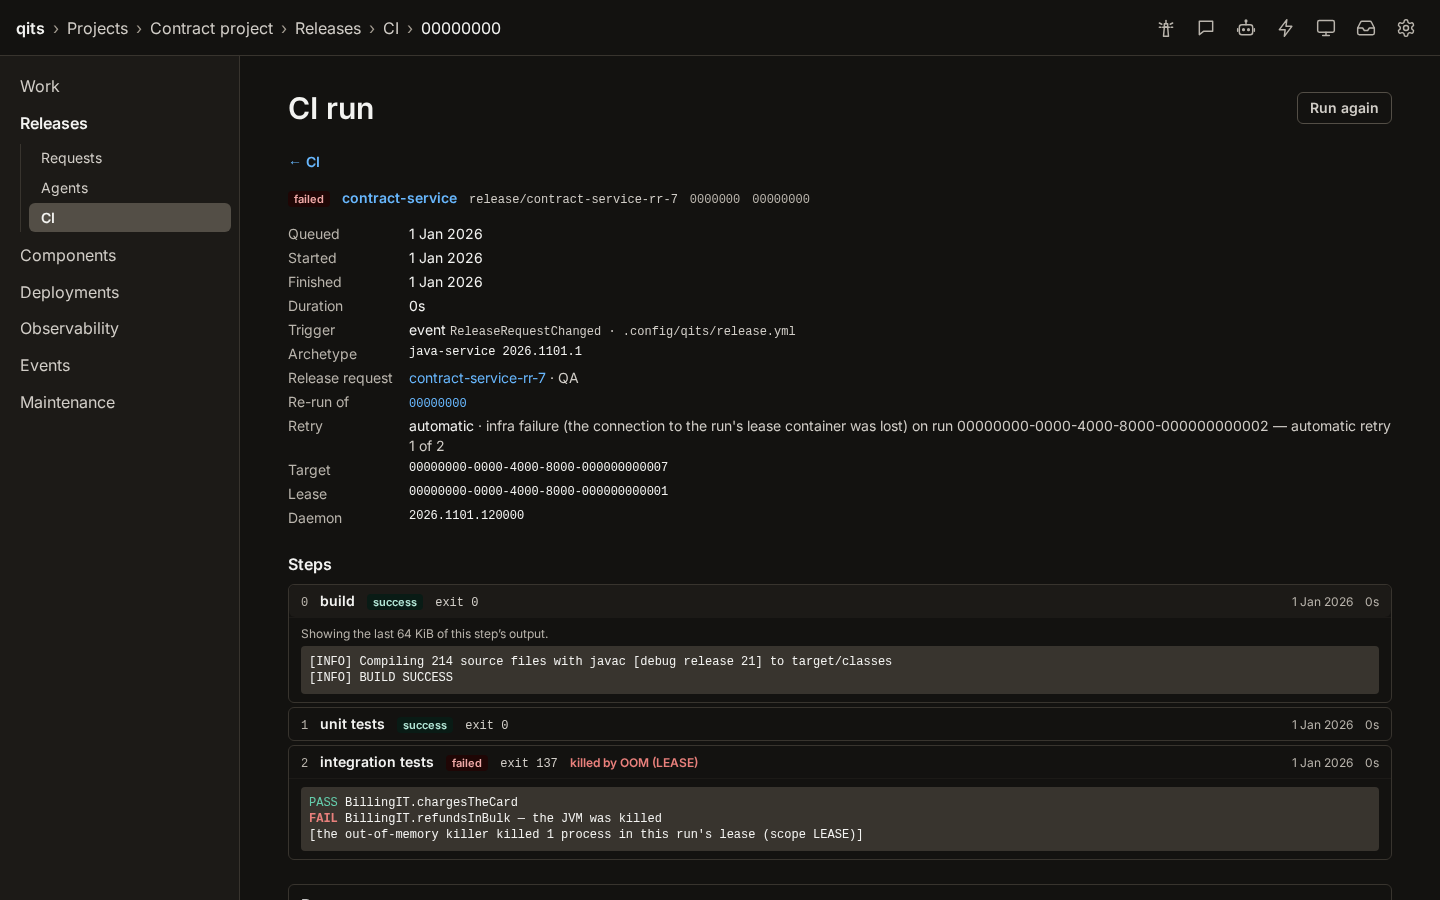 qits › Projects › Contract project › Releases › CI › 00000000
Work
Releases
Requests
Agents
CI
Components
Deployments
Observability
Events
Maintenance
CI run
Run again
← CI
failed contract-service release/contract-service-rr-7 0000000 00000000
Queued 1 Jan 2026
Started 1 Jan 2026
Finished 1 Jan 2026
Duration 0s
Trigger event ReleaseRequestChanged · .config/qits/release.yml
Archetype java-service 2026.1101.1
Release request contract-service-rr-7 · QA
Re-run of 00000000
Retry automatic · infra failure (the connection to the run's lease container was lost) on run 00000000-0000-4000-8000-000000000002 — automatic retry
1 of 2
Target 00000000-0000-4000-8000-000000000007
Lease 00000000-0000-4000-8000-000000000001
Daemon 2026.1101.120000
Steps
0 build success exit 0 1 Jan 2026 0s
Showing the last 64 KiB of this step’s output.
[INFO] Compiling 214 source files with javac [debug release 21] to target/classes
[INFO] BUILD SUCCESS
1 unit tests success exit 0 1 Jan 2026 0s
2 integration tests failed exit 137 killed by OOM (LEASE) 1 Jan 2026 0s
PASS BillingIT.chargesTheCard
FAIL BillingIT.refundsInBulk — the JVM was killed
[the out-of-memory killer killed 1 process in this run's lease (scope LEASE)]